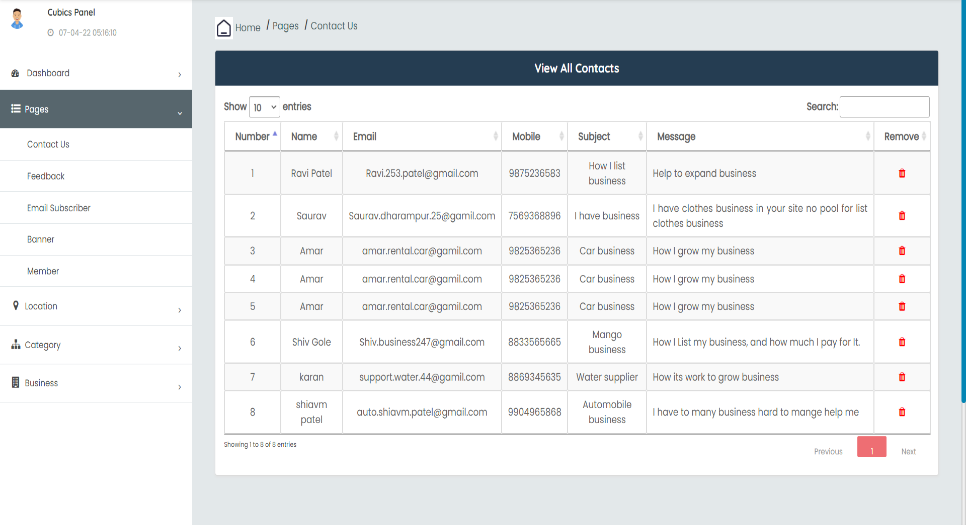 Cubics Panel
07-04-22 05:16:10
Dashboard
Pages
Contact Us
Feedback
Email Subscriber
Banner
Member
Location
Category
Business
Home / Pages / Contact Us
View All Contacts
Show 10 entries
Search:
Number Name Email Mobile Subject Message Remove
1 Ravi Patel Ravi.253.patel@gmail.com 9875236583 How I list business Help to expand business
2 Saurav Saurav.dharampur.25@gamil.com 7569368896 I have business I have clothes business in your site no pool for list clothes business
3 Amar amar.rental.car@gamil.com 9825365236 Car business How I grow my business
4 Amar amar.rental.car@gamil.com 9825365236 Car business How I grow my business
5 Amar amar.rental.car@gamil.com 9825365236 Car business How I grow my business
6 Shiv Gole Shiv.business247@gmail.com 8833565665 Mango business How I List my business, and how much I pay for it.
7 karan support.water.44@gamil.com 8869345635 Water supplier How its work to grow business
8 shiavm patel auto.shiavm.patel@gmail.com 9904965868 Automobile business I have to many business hard to mange help me
Showing 1 to 8 of 8 entries
Previous 1 Next